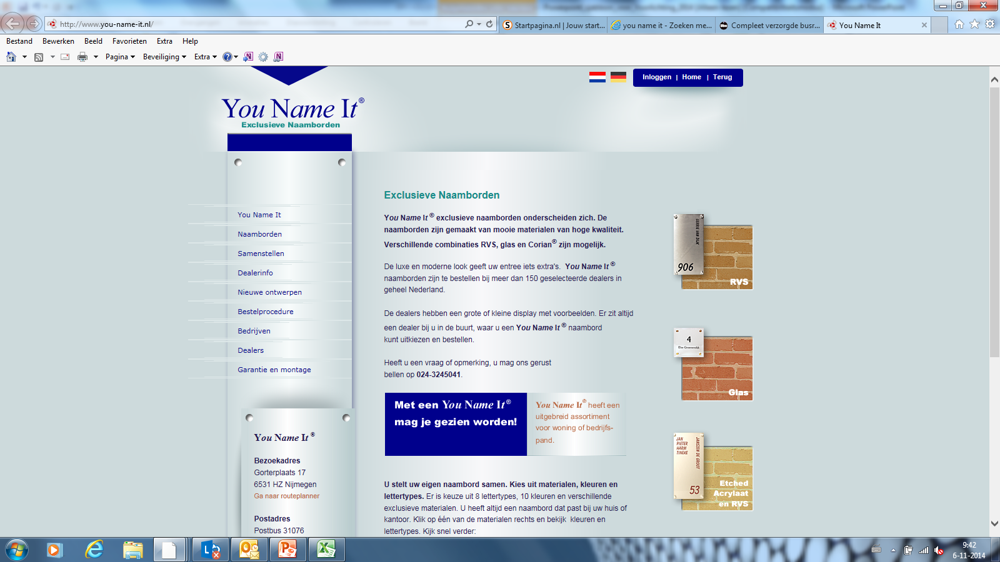 http://www.you-name-it.nl/
Startpagina.nl | Jouw start...
you name it - Zoeken me...
Compleet verzorgde busr...
You Name It
Bestand Bewerken Beeld Favorieten Extra Help
Pagina Beveiliging Extra
Inloggen | Home | Terug
You Name It®
Exclusieve Naamborden
You Name It
Naamborden
Samenstellen
Dealerinfo
Nieuwe ontwerpen
Bestelprocedure
Bedrijven
Dealers
Garantie en montage
You Name It ®
Bezoekadres
Gorterplaats 17
6531 HZ Nijmegen
Ga naar routeplanner
Postadres
Postbus 31076
Exclusieve Naamborden
You Name It ® exclusieve naamborden onderscheiden zich. De
naamborden zijn gemaakt van mooie materialen van hoge kwaliteit.
Verschillende combinaties RVS, glas en Corian® zijn mogelijk.
De luxe en moderne look geeft uw entree iets extra's. You Name It ®
naamborden zijn te bestellen bij meer dan 150 geselecteerde dealers in
geheel Nederland.
De dealers hebben een grote of kleine display met voorbeelden. Er zit altijd
een dealer bij u in de buurt, waar u een You Name It ® naambord
kunt uitkiezen en bestellen.
Heeft u een vraag of opmerking, u mag ons gerust
bellen op 024-3245041.
Met een You Name It®
mag je gezien worden!
You Name It® heeft een
uitgebreid assortiment
voor woning of bedrijfs-
pand.
U stelt uw eigen naambord samen. Kies uit materialen, kleuren en
lettertypes. Er is keuze uit 8 lettertypes, 10 kleuren en verschillende
exclusieve materialen. U heeft altijd een naambord dat past bij uw huis of
kantoor. Klik op één van de materialen rechts en bekijk kleuren en
lettertypes. Kijk snel verder:
GERRIE VAN DIJK
906
RVS
4
Else Groenendijk
Glas
JAN
PIETER
HARM
TINEKE
JANSZEN DE GROOT
53
Etched
Acrylaat
en RVS
9:42
6-11-2014